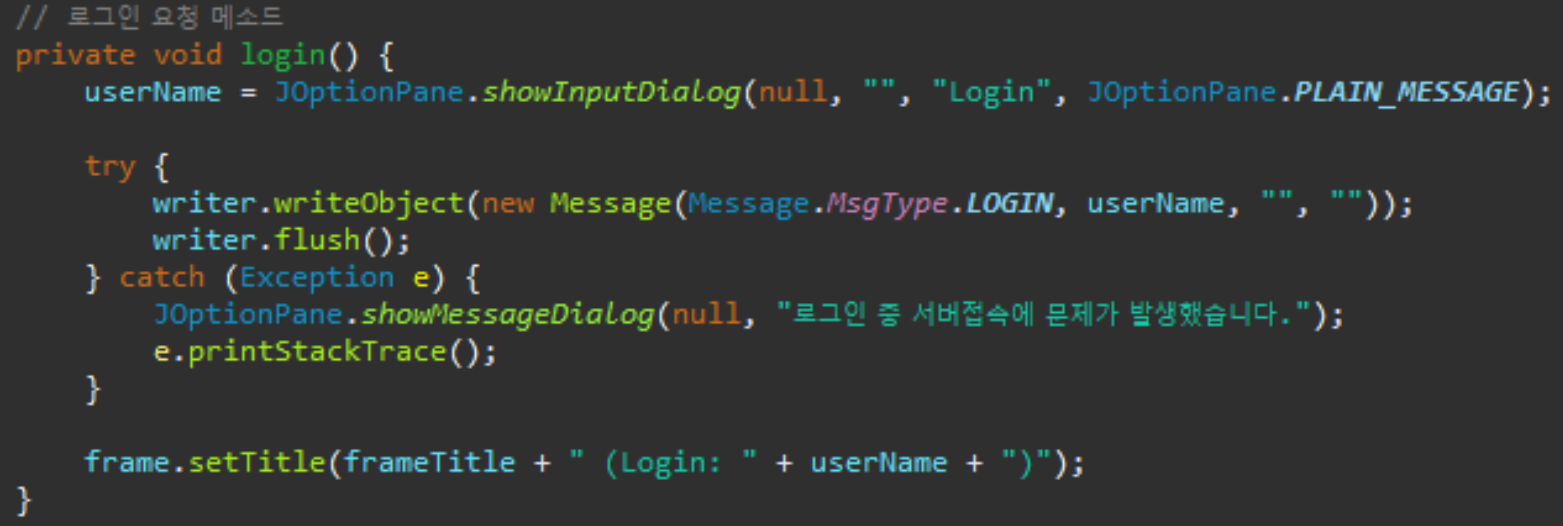 // 로그인 요청 메소드
private void login() {
    userName = JOptionPane.showInputDialog(null, "", "Login", JOptionPane.PLAIN_MESSAGE);

    try {
        writer.writeObject(new Message(Message.MsgType.LOGIN, userName, "", ""));
        writer.flush();
    } catch (Exception e) {
        JOptionPane.showMessageDialog(null, "로그인 중 서버접속에 문제가 발생했습니다.");
        e.printStackTrace();
    }

    frame.setTitle(frameTitle + " (Login: " + userName + ")");
}